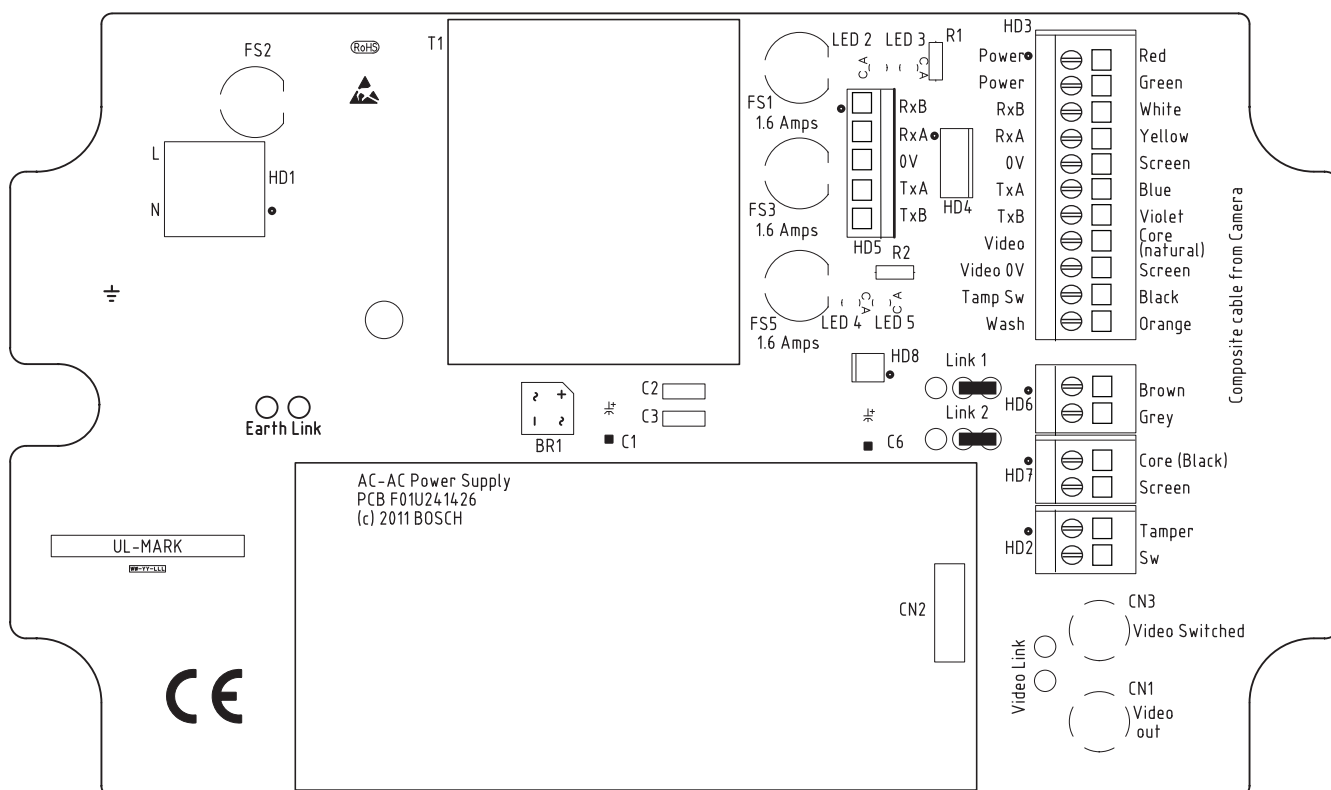 FS2
RoHS
T1
L
N
HD1
FS1
1.6 Amps
FS3
1.6 Amps
FS5
1.6 Amps
LED 2 LED 3
R1
C A
C A
RxB
RxA
0V
TxA
TxB
HD5
HD4
R2
C A
C A
LED 4 LED 5
HD8
HD3
Power Red
Power Green
RxB White
RxA Yellow
0V Screen
TxA Blue
TxB Violet
Video Core (natural)
Video 0V Screen
Tamp Sw Black
Wash Orange
Composite cable from Camera
Link 1
Link 2
HD6
Brown
Grey
HD7
Core (Black)
Screen
HD2
Tamper
Sw
Earth Link
BR1
C2
C3
C1
C6
AC-AC Power Supply
PCB F01U241426
(c) 2011 BOSCH
UL-MARK
WW-YY-LLL
CE
CN2
CN3
Video Switched
Video Link
CN1
Video
out